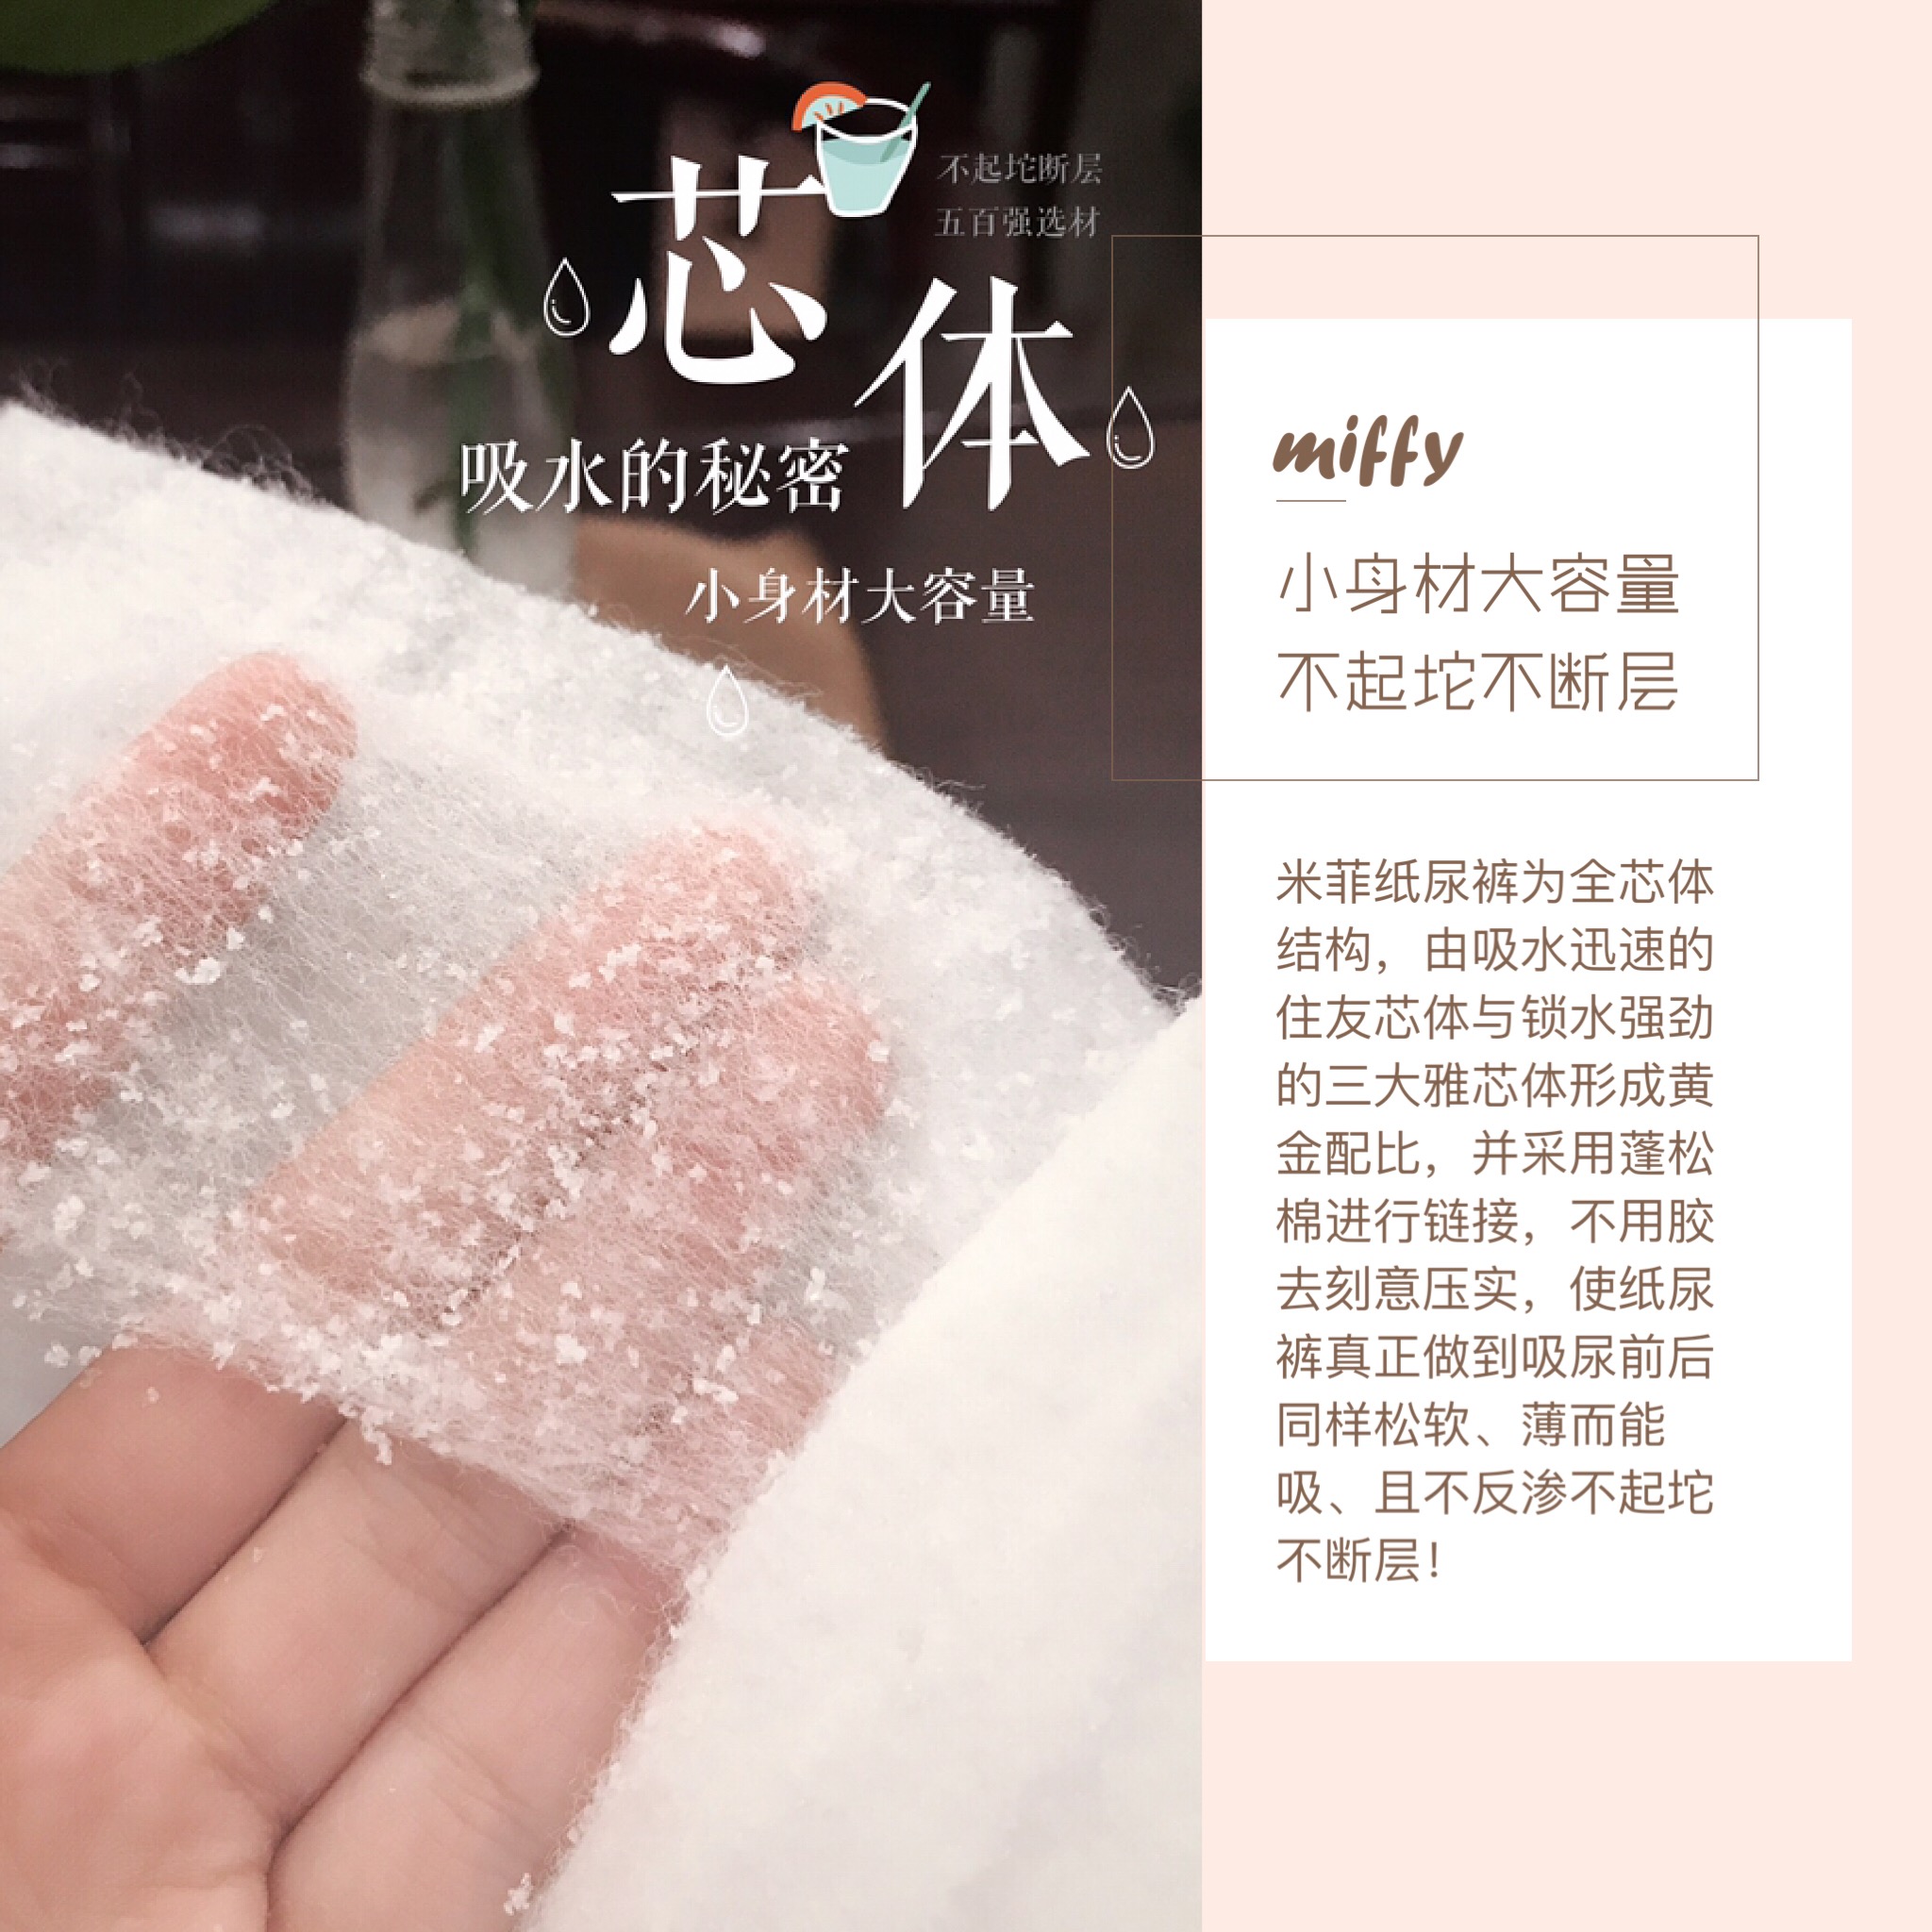 不起坨断层
五百强选材
芯体
吸水的秘密
小身材大容量
miffy
小身材大容量
不起坨不断层
米菲纸尿裤为全芯体
结构，由吸水迅速的
住友芯体与锁水强劲
的三大雅芯体形成黄
金配比，并采用蓬松
棉进行链接，不用胶
去刻意压实，使纸尿
裤真正做到吸尿前后
同样松软、薄而能
吸、且不反渗不起坨
不断层！